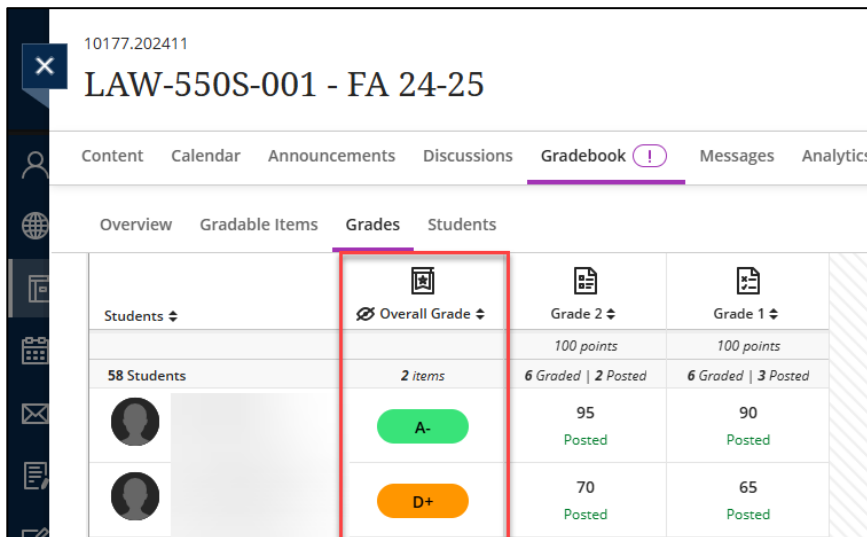 10177.202411
LAW-550S-001 - FA 24-25
Content Calendar Announcements Discussions Gradebook ! Messages Analytics
Overview Gradable Items Grades Students
Students Overall Grade Grade 2 Grade 1
100 points 100 points
58 Students 2 items 6 Graded | 2 Posted 6 Graded | 3 Posted
A- 95 90
Posted Posted
D+ 70 65
Posted Posted